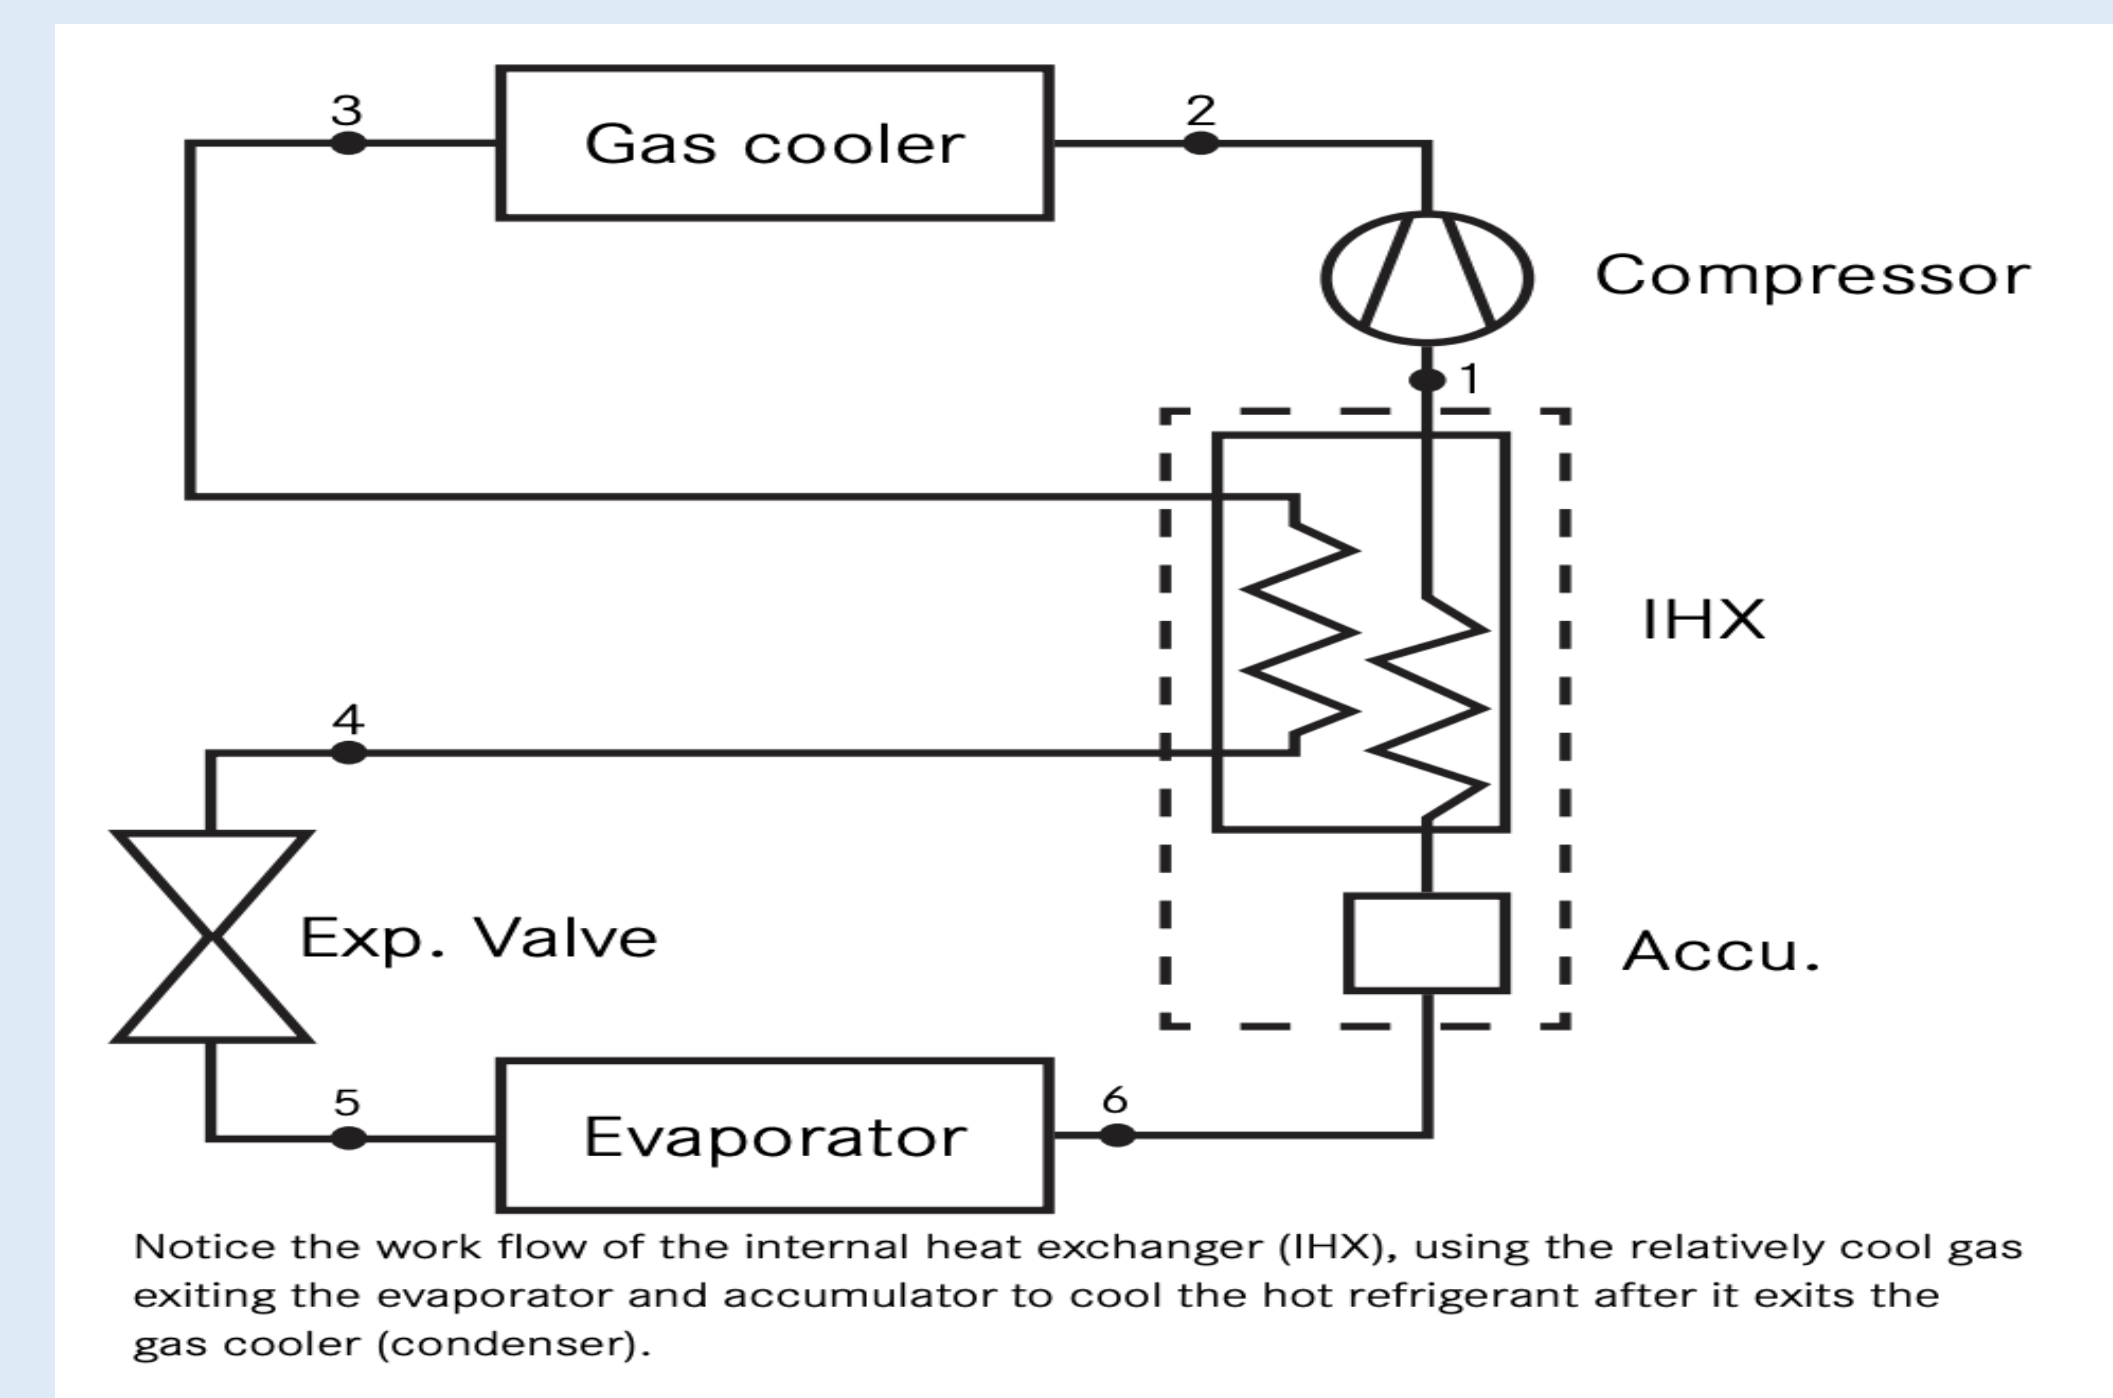 3
2
Gas cooler
Compressor
1
IHX
4
Exp. Valve
Accu.
5
6
Evaporator
Notice the work flow of the internal heat exchanger (IHX), using the relatively cool gas
exiting the evaporator and accumulator to cool the hot refrigerant after it exits the
gas cooler (condenser).